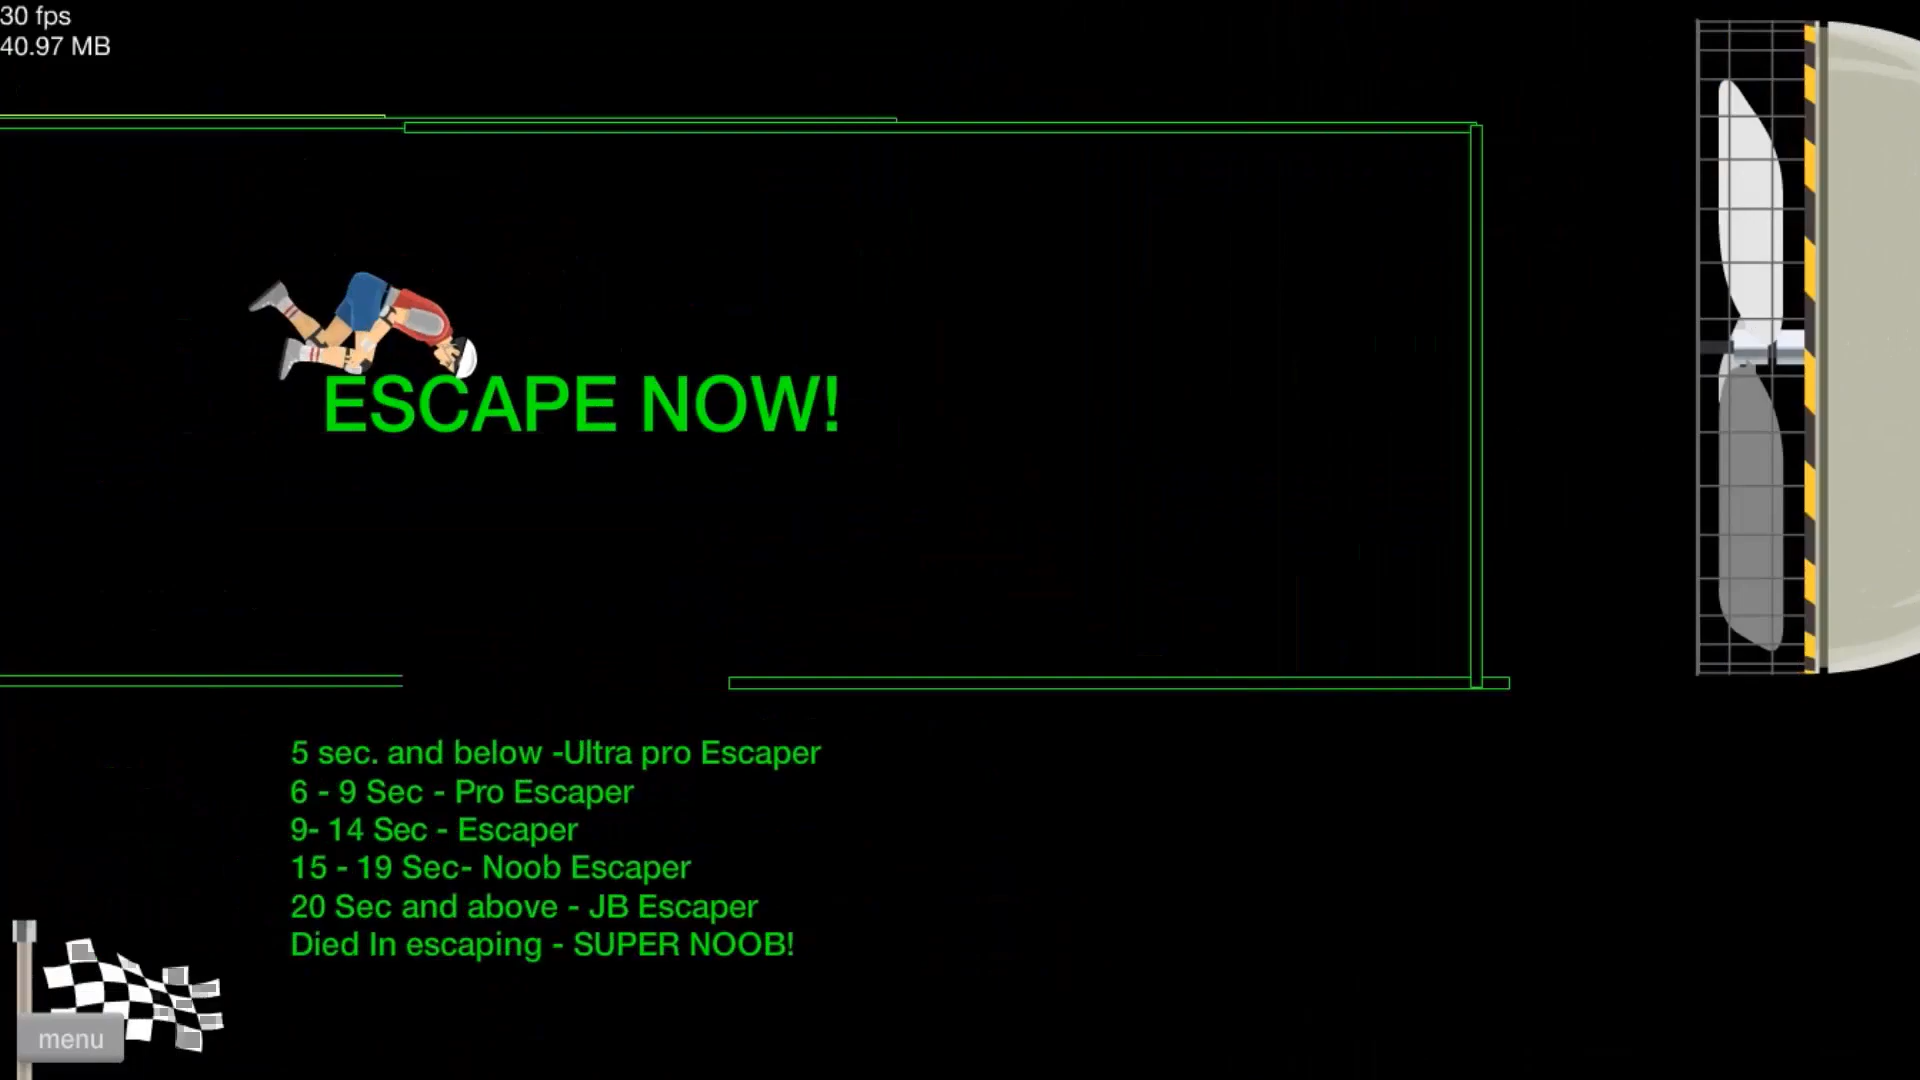 30 fps
40.97 MB
ESCAPE NOW!
5 sec. and below -Ultra pro Escaper
6 - 9 Sec - Pro Escaper
9- 14 Sec - Escaper
15 - 19 Sec- Noob Escaper
20 Sec and above - JB Escaper
Died In escaping - SUPER NOOB!
menu